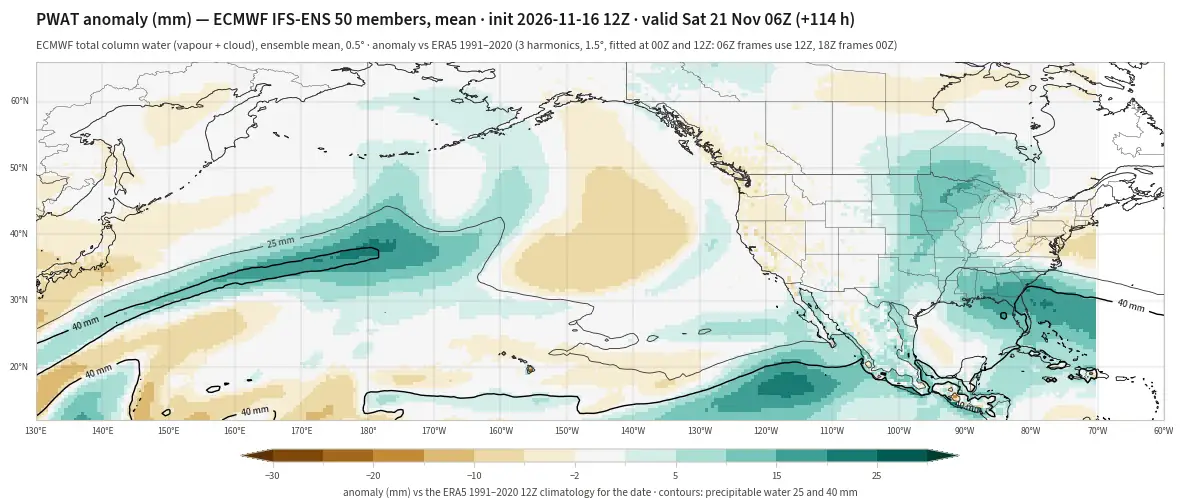 PWAT anomaly (mm) — ECMWF IFS-ENS 50 members, mean · init 2026-11-16 12Z · valid Sat 21 Nov 06Z (+114 h)
ECMWF total column water (vapour + cloud), ensemble mean, 0.5° · anomaly vs ERA5 1991–2020 (3 harmonics, 1.5°, fitted at 00Z and 12Z: 06Z frames use 12Z, 18Z frames 00Z)
60°N
50°N
25 mm
40°N
30°N
40 mm
40 mm
20°N
40 mm
40 mm
130°E 140°E 150°E 160°E 170°E 180° 170°W 160°W 150°W 140°W 130°W 120°W 110°W 100°W 90°W 80°W 70°W 60°W
−30 −20 −10 −2 5 15 25
anomaly (mm) vs the ERA5 1991–2020 12Z climatology for the date · contours: precipitable water 25 and 40 mm